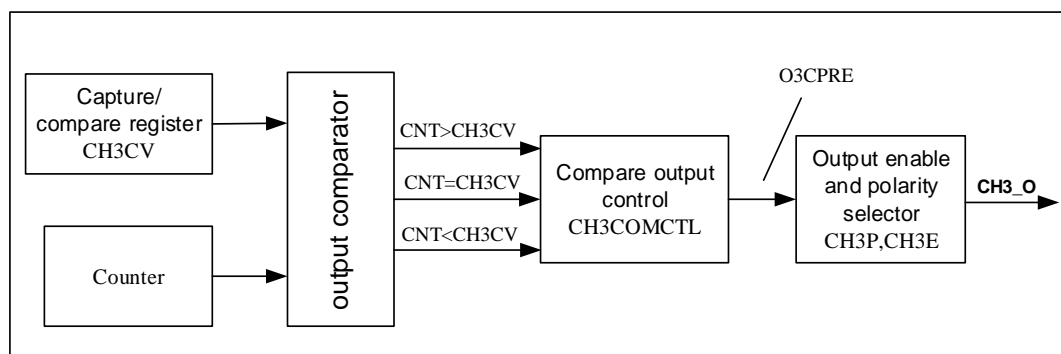 Capture/
compare register
CH3CV
Counter
output comparator
CNT>CH3CV
CNT=CH3CV
CNT<CH3CV
Compare output
control
CH3COMCTL
O3CPRE
Output enable
and polarity
selector
CH3P,CH3E
CH3_O